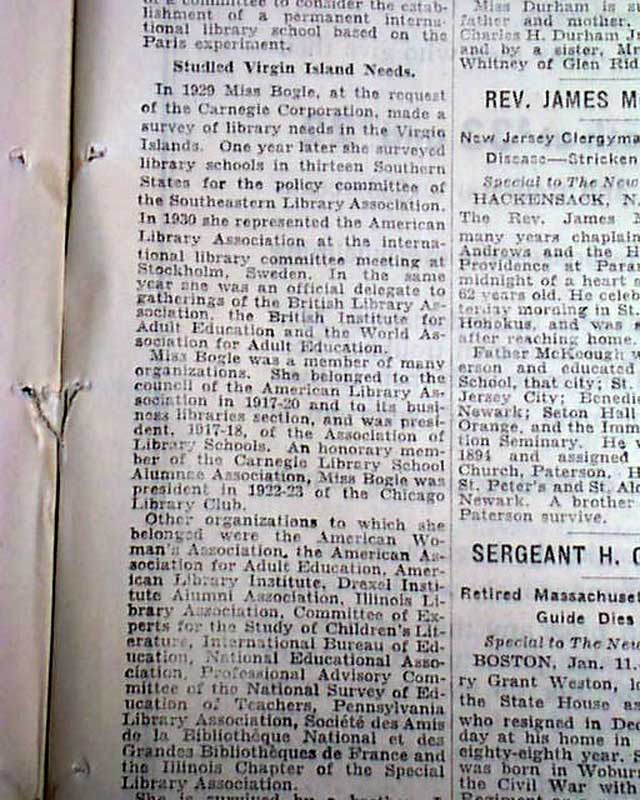 of a committee to consider the estab-
lishment of a permanent interna-
tional library school based on the
Paris experiment.
Studied Virgin Island Needs.
In 1929 Miss Bogle, at the request
of the Carnegie Corporation, made a
survey of library needs in the Virgin
Islands. One year later she surveyed
library schools in thirteen Southern
States for the policy committee of
the Southeastern Library Association.
In 1930 she represented the American
Library Association at the interna-
tional library committee meeting at
Stockholm, Sweden. In the same
year she was an official delegate to
gatherings of the British Library As-
sociation, the British Institute for
Adult Education and the World As-
sociation for Adult Education.
Miss Bogle was a member of many
organizations. She belonged to the
council of the American Library As-
sociation in 1917-20 and to its busi-
ness libraries section, and was presi-
dent, 1917-18, of the Association of
Library Schools. An honorary mem-
ber of the Carnegie Library School
Alumnae Association, Miss Bogle was
president in 1922-23 of the Chicago
Library Club.
Other organizations to which she
belonged were the American Wo-
man's Association, the American As-
sociation for Adult Education, Amer-
ican Library Institute, Drexel Insti-
tute Alumni Association, Illinois Li-
brary Association, Committee of Ex-
perts for the Study of Children's Lit-
erature, International Bureau of Ed-
ucation, National Educational Asso-
ciation, Professional Advisory Com-
mittee of the National Survey of Ed-
ucation of Teachers, Pennsylvania
Library Association, Société des Amis
de la Bibliothèque National et des
Grandes Bibliothèques de France and
the Illinois Chapter of the Special
Library Association.
She is survived by a brother,
Miss Durham is su
father and mother,
Charles H. Durham J
and by a sister, Mr
Whitney of Glen Rid
REV. JAMES M
New Jersey Clergyma
Disease—Stricken
Special to The New
HACKENSACK, N.
The Rev. James
many years chaplain
Andrews and the H
Providence at Para
midnight of a heart
62 years old. He celeb
terday morning in St.
Hohokus, and was s
after reaching home.
Father McKeough w
erson and educated
School, that city; St.
Jersey City; Benedi
Newark; Seton Hall
Orange, and the Imm
tion Seminary. He w
1894 and assigned
Church, Paterson. H
St. Peter's and St. Alo
Newark. A brother
Paterson survive.
SERGEANT H. G
Retired Massachuset
Guide Dies
Special to The New
BOSTON, Jan. 11.
ry Grant Weston, lo
the State House as
who resigned in Dec
day at his home in
eighty-eighth year. S
was born in Woburn
the Civil War with
Regiment